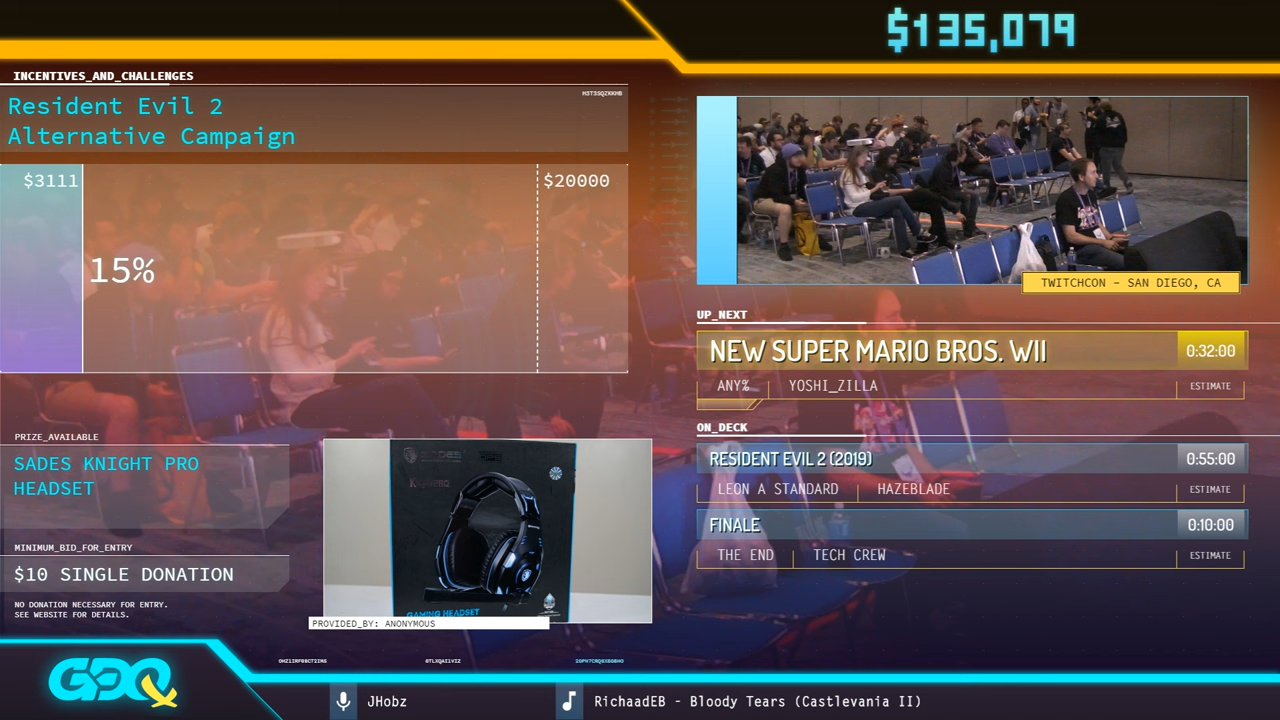 $135,079
INCENTIVES_AND_CHALLENGES
Resident Evil 2
Alternative Campaign
$3111
$20000
15%
TWITCHCON - SAN DIEGO, CA
UP_NEXT
NEW SUPER MARIO BROS. WII
0:32:00
ANY%
YOSHI_ZILLA
ESTIMATE
ON_DECK
RESIDENT EVIL 2 (2019)
0:55:00
LEON A STANDARD
HAZEBLADE
ESTIMATE
FINALE
0:10:00
THE END
TECH CREW
ESTIMATE
PRIZE_AVAILABLE
SADES KNIGHT PRO
HEADSET
MINIMUM_BID_FOR_ENTRY
$10 SINGLE DONATION
NO DONATION NECESSARY FOR ENTRY.
SEE WEBSITE FOR DETAILS.
SADES
GAMING HEADSET
PROVIDED_BY: ANONYMOUS
GDQ
JHobz
RichaadEB - Bloody Tears (Castlevania II)